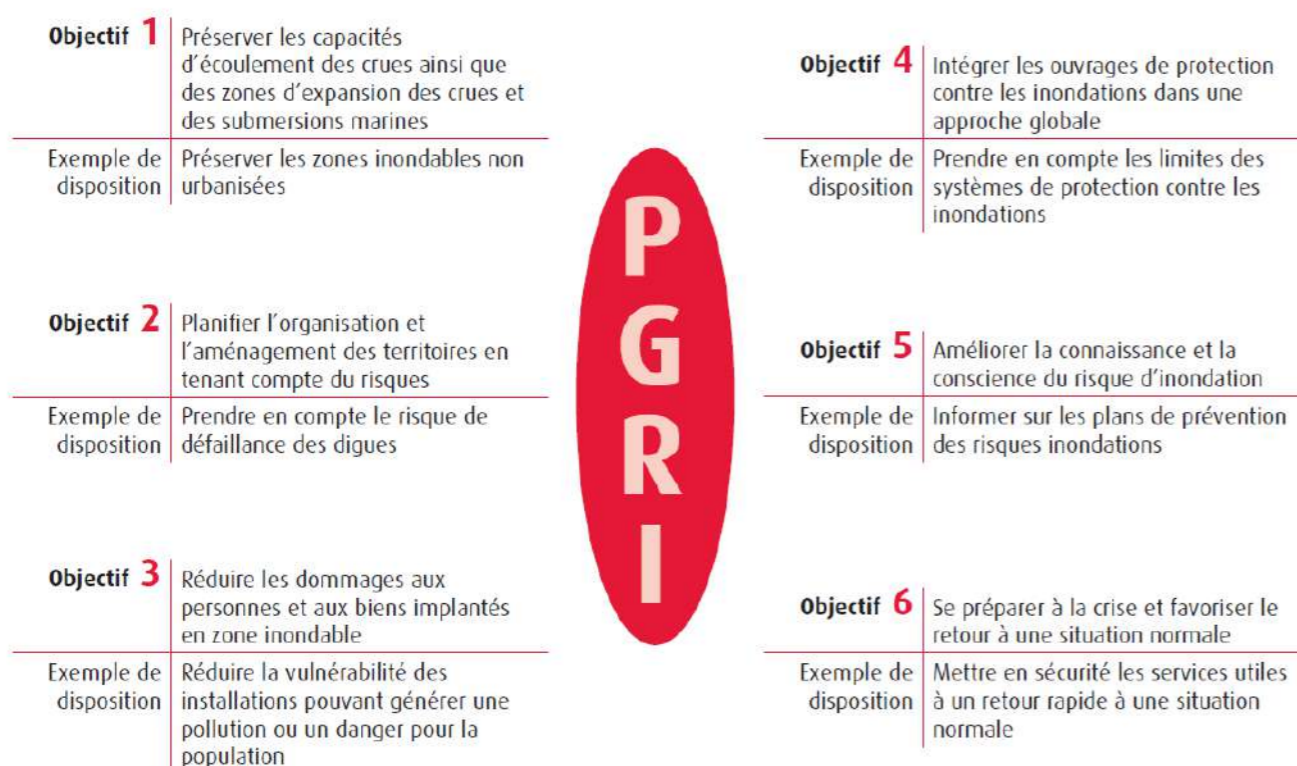 Objectif 1 Préserver les capacités
d'écoulement des crues ainsi que
des zones d'expansion des crues et
des submersions marines
Exemple de Préserver les zones inondables non
disposition urbanisées
Objectif 2 Planifier l'organisation et
l'aménagement des territoires en
tenant compte du risques
Exemple de Prendre en compte le risque de
disposition défaillance des digues
Objectif 3 Réduire les dommages aux
personnes et aux biens implantés
en zone inondable
Exemple de Réduire la vulnérabilité des
disposition installations pouvant générer une
pollution ou un danger pour la
population
P
G
R
I
Objectif 4 Intégrer les ouvrages de protection
contre les inondations dans une
approche globale
Exemple de Prendre en compte les limites des
disposition systèmes de protection contre les
inondations
Objectif 5 Améliorer la connaissance et la
conscience du risque d'inondation
Exemple de Informer sur les plans de prévention
disposition des risques inondations
Objectif 6 Se préparer à la crise et favoriser le
retour à une situation normale
Exemple de Mettre en sécurité les services utiles
disposition à un retour rapide à une situation
normale